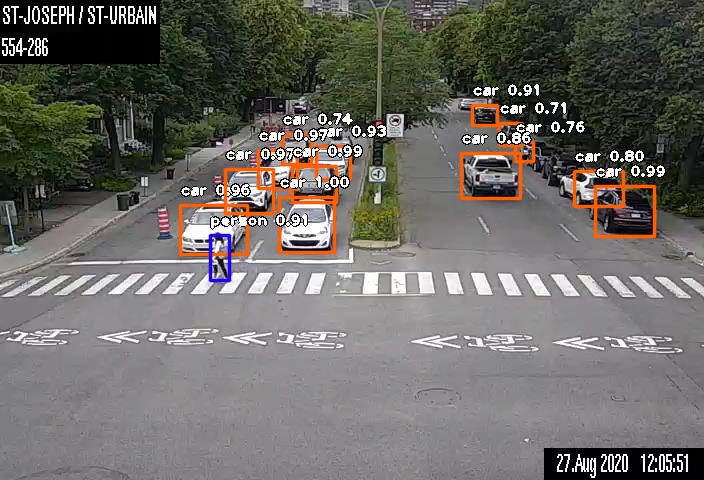 ST-JOSEPH / ST-URBAIN
554-286
car 0.91
car 0.71
car 0.74
car 0.76
car 0.97
car 0.93
car 0.86
car 0.97
car 0.99
car 0.80
car 0.96
car 1.00
car 0.99
person 0.91
27.Aug 2020 12:05:51